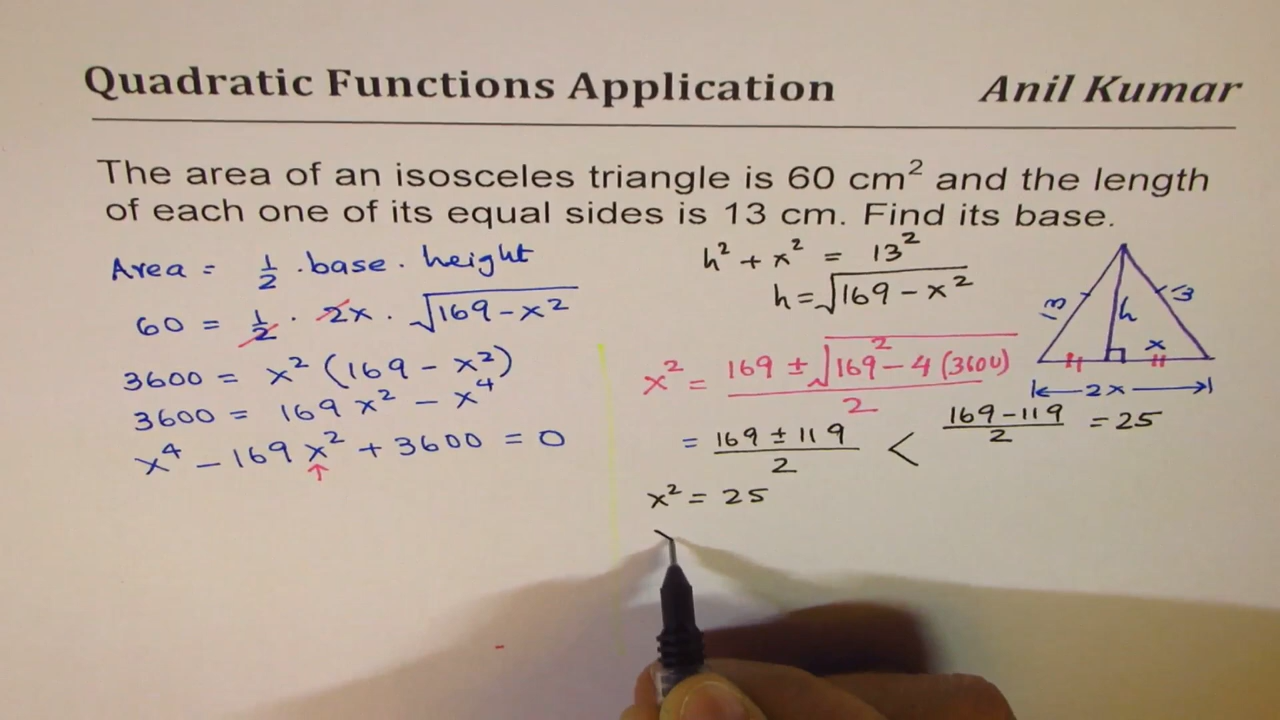 Quadratic Functions Application Anil Kumar
The area of an isosceles triangle is 60 cm² and the length
of each one of its equal sides is 13 cm. Find its base.
Area = 1/2 . base . height
60 = 1/2 . 2x . √(169 - x²)
3600 = x² (169 - x²)
3600 = 169 x² - x⁴
x⁴ - 169 x² + 3600 = 0
↑
h² + x² = 13²
h = √(169 - x²)
x² = (169 ± √(169² - 4 (3600))) / 2
= (169 ± 119) / 2 < (169 - 119) / 2 = 25
x² = 25
13
13
h
x
2x